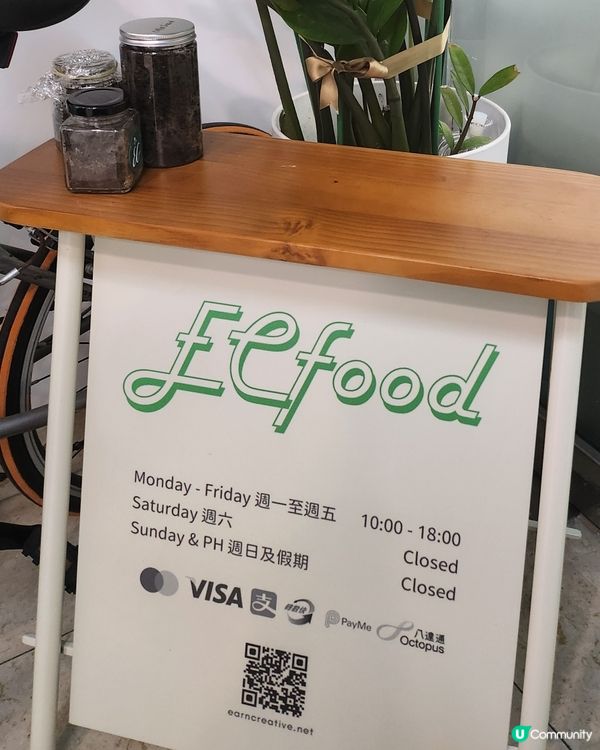 ECfood
Monday - Friday 週一至週五 10:00 - 18:00
Saturday 週六 Closed
Sunday & PH 週日及假期 Closed
VISA 支 PayMe 八達通 Octopus
earncreative.net
U Community